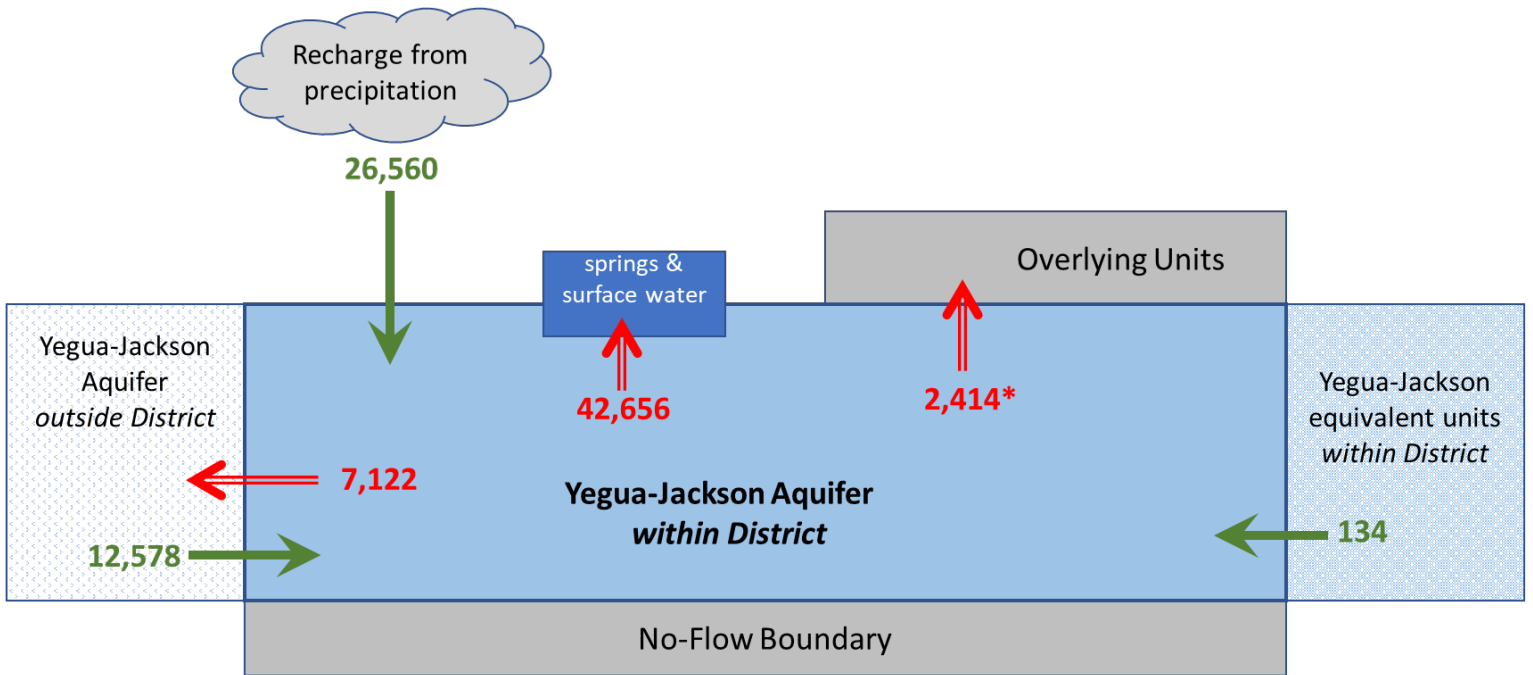 Recharge from
precipitation
26,560
springs &
surface water
Overlying Units
Yegua-Jackson
Aquifer
outside District
42,656
2,414*
Yegua-Jackson
equivalent units
within District
7,122
Yegua-Jackson Aquifer
within District
12,578
134
No-Flow Boundary